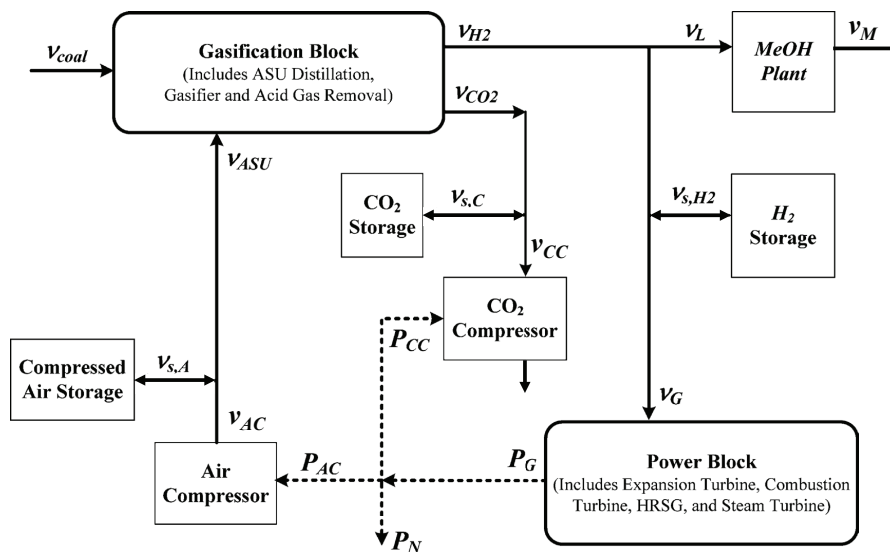 Gasification Block
(Includes ASU Distillation,
Gasifier and Acid Gas Removal)
v_coal
v_H2
v_L
MeOH
Plant
v_M
v_CO2
v_ASU
CO₂
Storage
v_s,C
v_s,H2
H₂
Storage
v_CC
CO₂
Compressor
P_CC
Compressed
Air Storage
v_s,A
v_AC
v_G
Air
Compressor
P_AC
P_G
Power Block
(Includes Expansion Turbine, Combustion
Turbine, HRSG, and Steam Turbine)
P_N